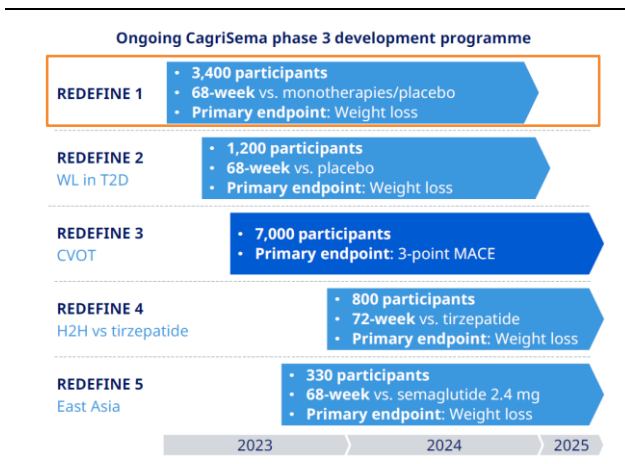 Ongoing CagriSema phase 3 development programme
REDEFINE 1
• 3,400 participants
• 68-week vs. monotherapies/placebo
• Primary endpoint: Weight loss
REDEFINE 2
WL in T2D
• 1,200 participants
• 68-week vs. placebo
• Primary endpoint: Weight loss
REDEFINE 3
CVOT
• 7,000 participants
• Primary endpoint: 3-point MACE
REDEFINE 4
H2H vs tirzepatide
• 800 participants
• 72-week vs. tirzepatide
• Primary endpoint: Weight loss
REDEFINE 5
East Asia
• 330 participants
• 68-week vs. semaglutide 2.4 mg
• Primary endpoint: Weight loss
2023 2024 2025